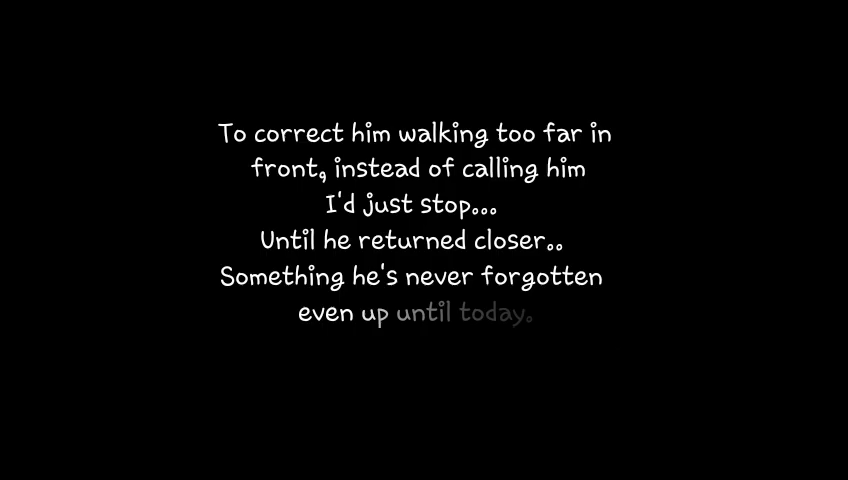 To correct him walking too far in
front, instead of calling him
I'd just stop...
Until he returned closer..
Something he's never forgotten
even up until today.